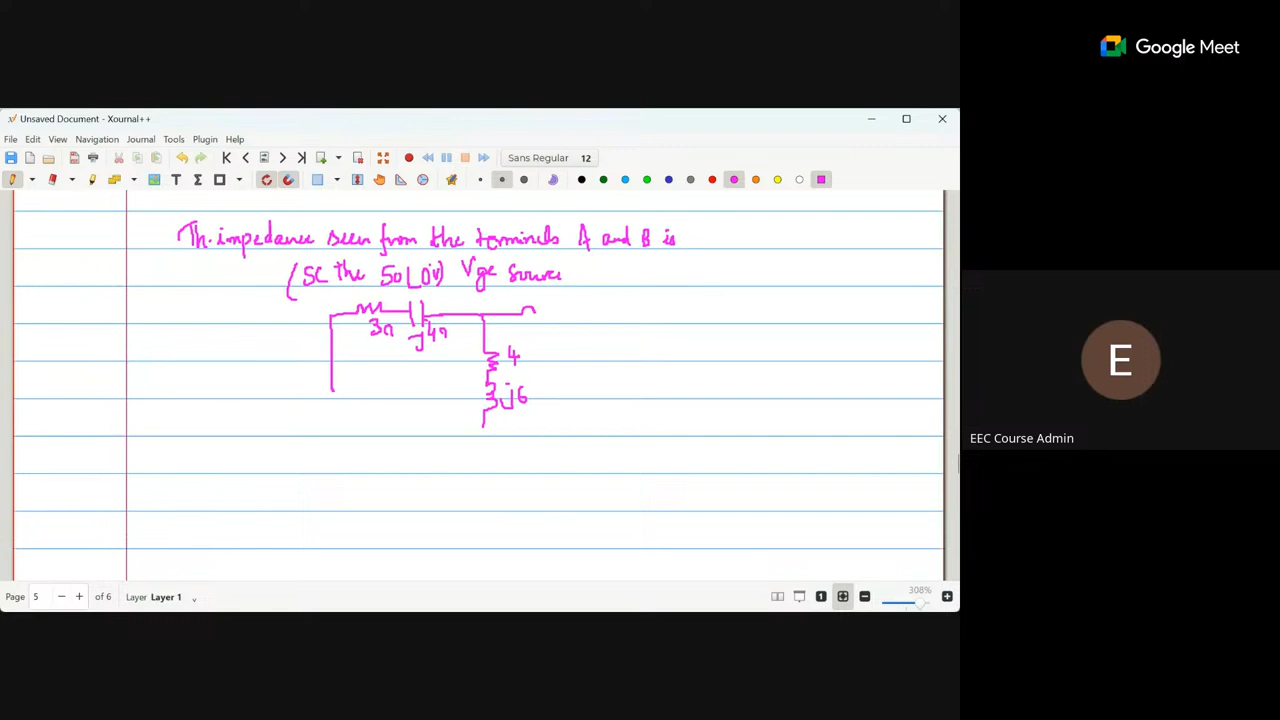 Google Meet
Unsaved Document - Xournal++
File Edit View Navigation Journal Tools Plugin Help
Sans Regular 12
Th. impedance seen from the terminals A and B is
(SC the 50∠0°V) Vge source
3Ω -j4Ω
4
j6
EEC Course Admin
Page 5 of 6 Layer Layer 1
308%